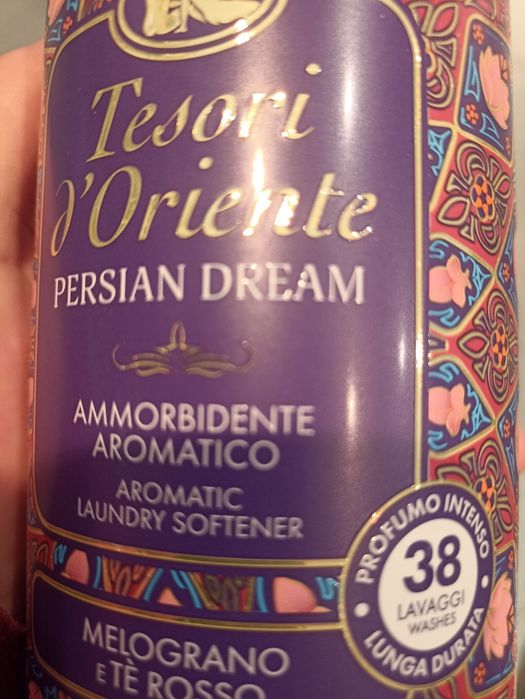 Tesori
d'Oriente
PERSIAN DREAM
AMMORBIDENTE
AROMATICO
AROMATIC
LAUNDRY SOFTENER
PROFUMO INTENSO
38
LAVAGGI
WASHES
LUNGA DURATA
MELOGRANO
E TÈ ROSSO